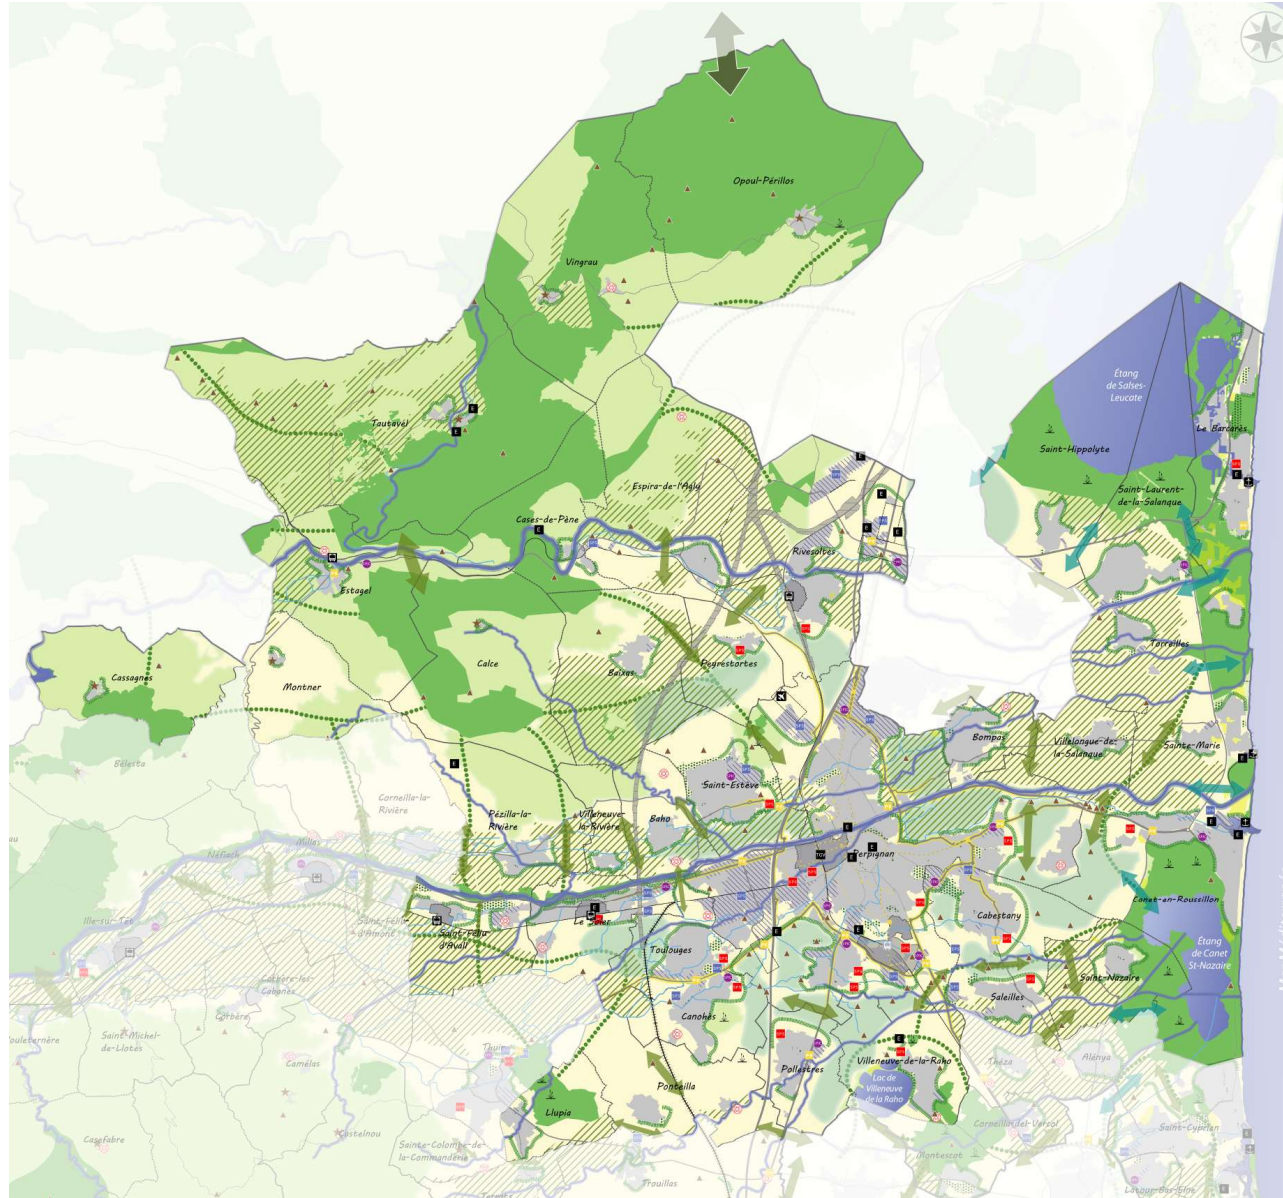 Opoul-Périllos
Vingrau
Étang
de Salses-
Leucate
Le Barcarès
Tautavel
Saint-Hippolyte
Espira-de-l'Agly
Saint-Laurent-
de-la-Salanque
Cases-de-Pène
Rivesaltes
Estagel
Torreilles
Calce
Peyrestortes
Baixas
Cassagnes
Montner
Bompas
Villelongue-de-
la-Salanque
Sainte-Marie
Bélesta
Saint-Estève
Corneilla-la-
Rivière
Pézilla-la-
Rivière
Villeneuve-
la-Rivière
Baho
Millas
Néfiach
TGV
Perpignan
Canet-en-Roussillon
Ille-sur-Têt
Saint-Féliu
d'Amont
Saint-Féliu
d'Avall
Le Soler
Cabestany
Toulouges
Étang
de Canet
St-Nazaire
Corbère-les-
Cabanes
Saint-Nazaire
Saleilles
Corbère
Canohès
Saint-Michel-
de-Llotes
Thuir
Camélas
Pollestres
Villeneuve-de-la-Raho
Théza
Alénya
Lac de
Villeneuve
de la Raho
Ponteilla
Llupia
Casefabre
Castelnou
Sainte-Colombe-de-
la-Commanderie
Corneilla-del-Vercol
Saint-Cyprien
Montescot
Trouillas
Latour-Bas-Elne